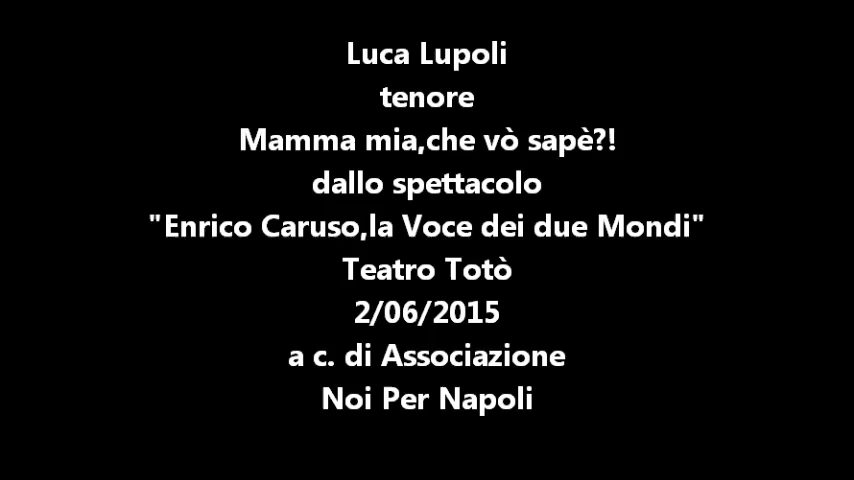 Luca Lupoli
tenore
Mamma mia,che vò sapè?!
dallo spettacolo
"Enrico Caruso,la Voce dei due Mondi"
Teatro Totò
2/06/2015
a c. di Associazione
Noi Per Napoli